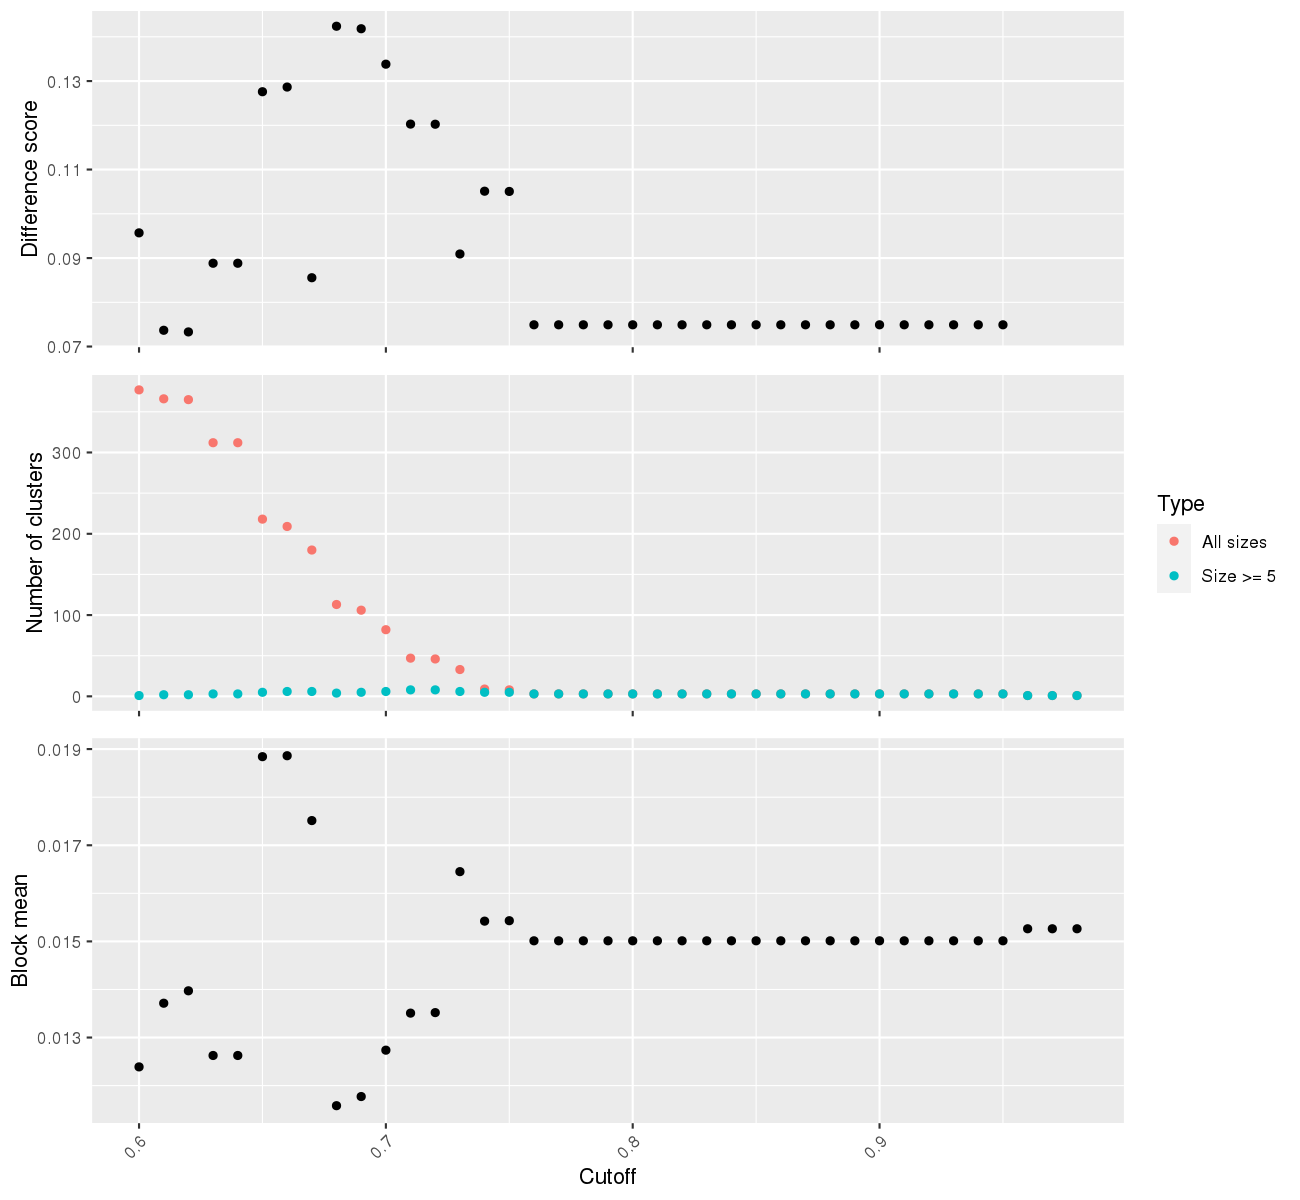 Difference score
0.13
0.11
0.09
0.07
Number of clusters
300
200
100
0
Type
All sizes
Size >= 5
Block mean
0.019
0.017
0.015
0.013
0.6
0.7
0.8
0.9
Cutoff